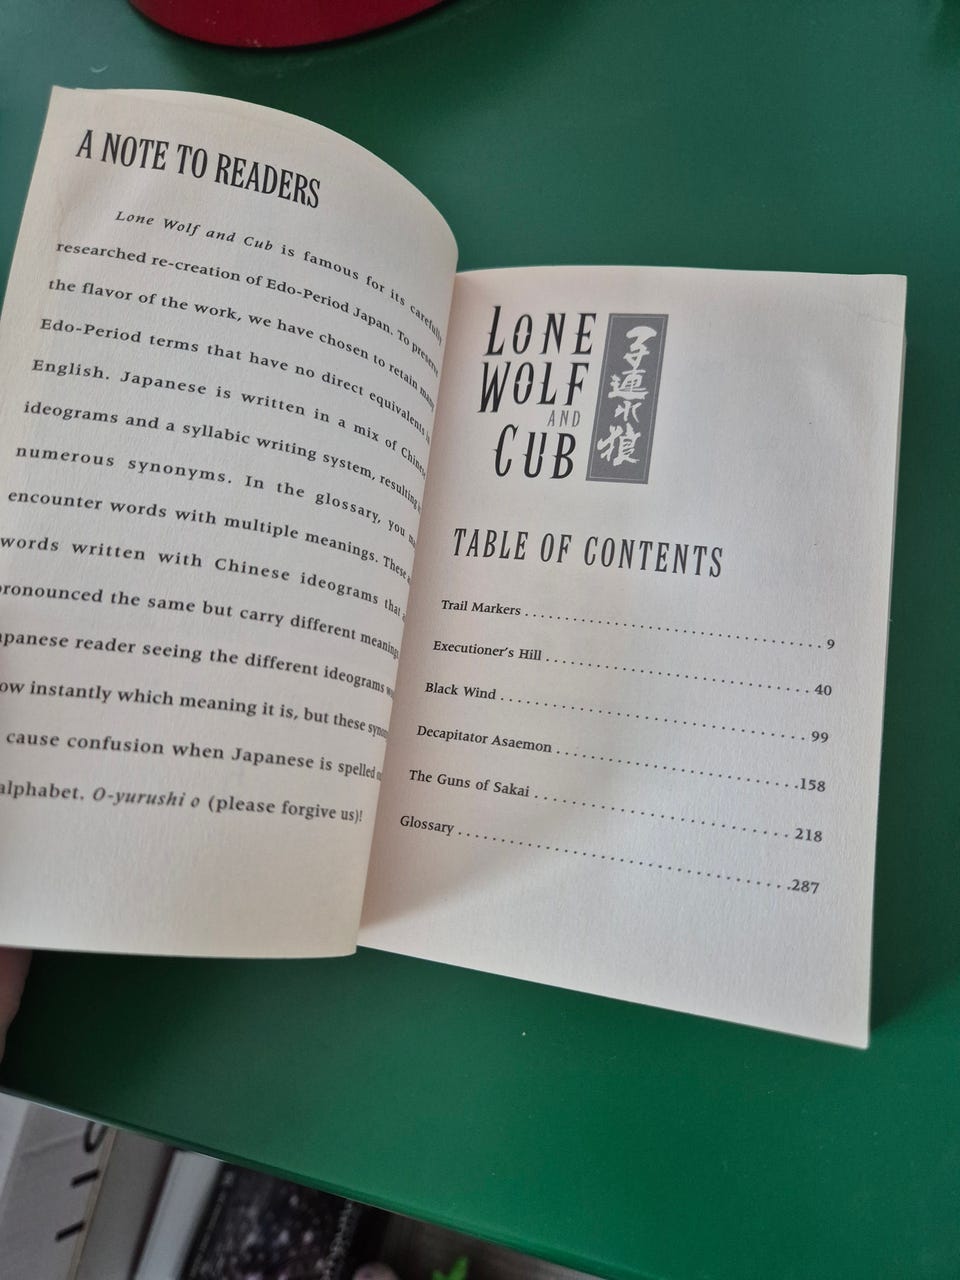 A NOTE TO READERS
Lone Wolf and Cub is famous for its carefully
researched re-creation of Edo-Period Japan. To preserve
the flavor of the work, we have chosen to retain many
Edo-Period terms that have no direct equivalents in
English. Japanese is written in a mix of Chinese
ideograms and a syllabic writing system, resulting
numerous synonyms. In the glossary, you
encounter words with multiple meanings. These
words written with Chinese ideograms that
pronounced the same but carry different meanings
apanese reader seeing the different ideograms
ow instantly which meaning it is, but these
cause confusion when Japanese is spelled
alphabet. O-yurushi o (please forgive us)!
LONE
WOLF
AND
CUB
子連れ狼
TABLE OF CONTENTS
Trail Markers . . . . . . . . . . . . . . . . . . . . . . . . . . . . . . . . . 9
Executioner's Hill . . . . . . . . . . . . . . . . . . . . . . . . . . . . . 40
Black Wind . . . . . . . . . . . . . . . . . . . . . . . . . . . . . . . . . . 99
Decapitator Asaemon . . . . . . . . . . . . . . . . . . . . . . . . . .158
The Guns of Sakai . . . . . . . . . . . . . . . . . . . . . . . . . . . . 218
Glossary . . . . . . . . . . . . . . . . . . . . . . . . . . . . . . . . . . . .287